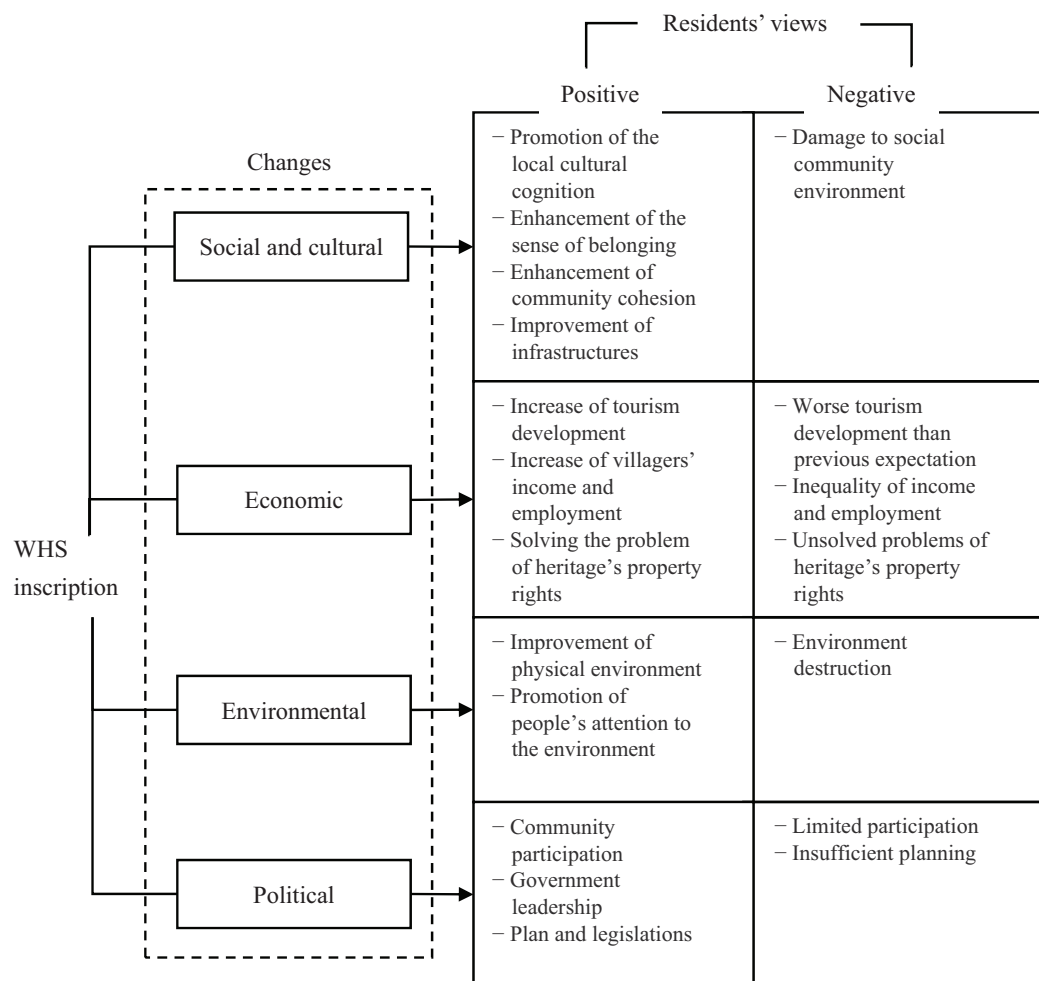 Residents’ views
Positive
Negative
Changes
WHS
inscription
Social and cultural
− Promotion of the
local cultural
cognition
− Enhancement of the
sense of belonging
− Enhancement of
community cohesion
− Improvement of
infrastructures
− Damage to social
community
environment
Economic
− Increase of tourism
development
− Increase of villagers’
income and
employment
− Solving the problem
of heritage’s property
rights
− Worse tourism
development than
previous expectation
− Inequality of income
and employment
− Unsolved problems of
heritage’s property
rights
Environmental
− Improvement of
physical environment
− Promotion of
people’s attention to
the environment
− Environment
destruction
Political
− Community
participation
− Government
leadership
− Plan and legislations
− Limited participation
− Insufficient planning